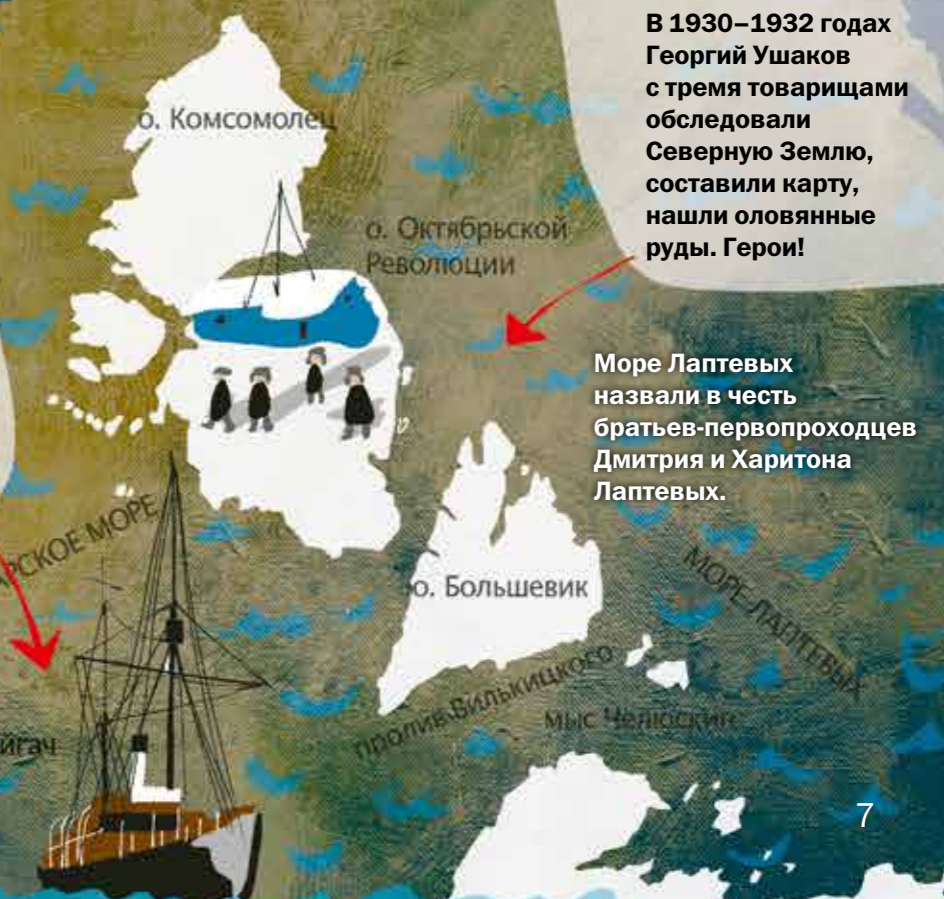 В 1930–1932 годах
Георгий Ушаков
с тремя товарищами
обследовали
Северную Землю,
составили карту,
нашли оловянные
руды. Герои!
о. Комсомолец
о. Октябрьской
Революции
Море Лаптевых
назвали в честь
братьев-первопроходцев
Дмитрия и Харитона
Лаптевых.
АРСКОЕ МОРЕ
о. Большевик
МОРЕ ЛАПТЕВЫХ
пролив Вилькицкого
мыс Челюскин
йгач
7